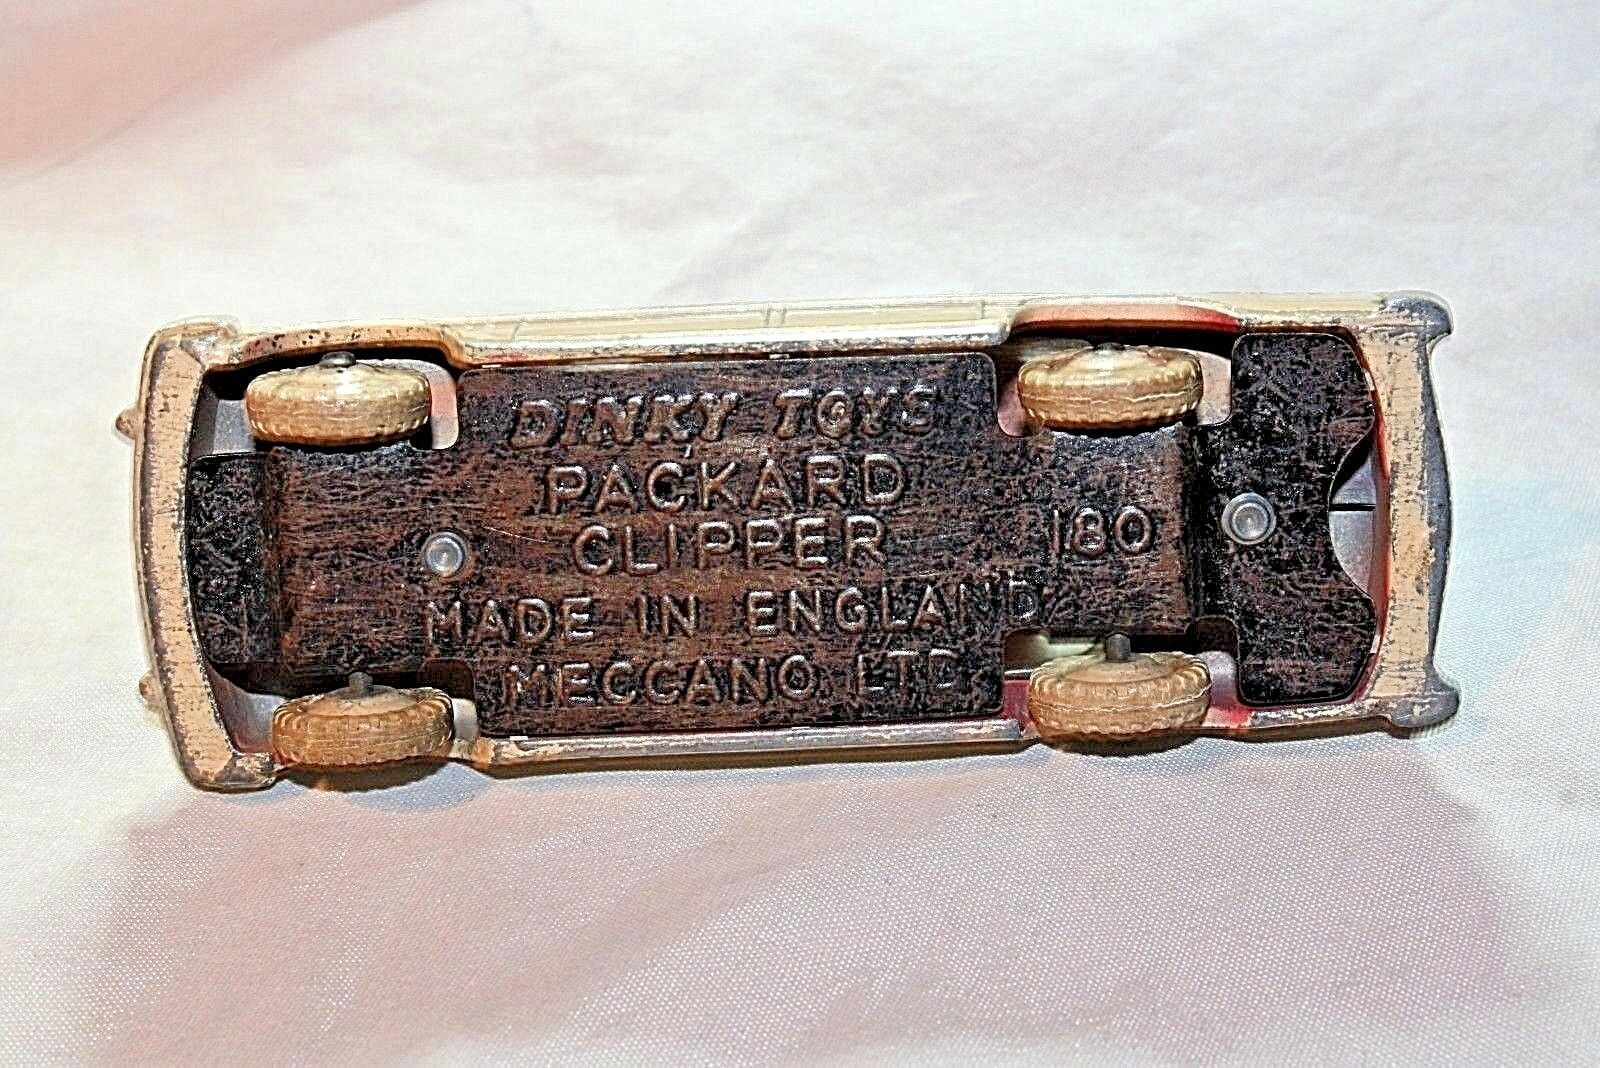 DINKY TOYS
PACKARD
CLIPPER 180
MADE IN ENGLAND
MECCANO LTD